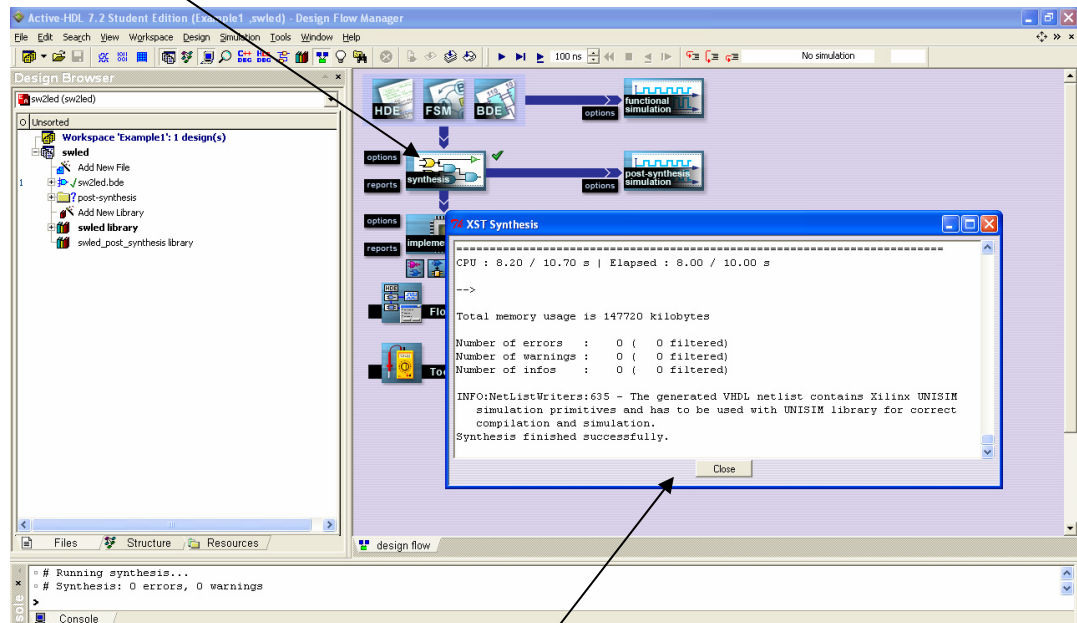 Active-HDL 7.2 Student Edition (Example1 ,swled) - Design Flow Manager
File Edit Search View Workspace Design Simulation Tools Window Help
100 ns
No simulation
Design Browser
sw2led (sw2led)
O Unsorted
Workspace 'Example1': 1 design(s)
swled
Add New File
1 sw2led.bde
post-synthesis
Add New Library
swled library
swled_post_synthesis library
Files Structure Resources
HDE FSM BDE
options
functional
simulation
options
synthesis
reports
options
post-synthesis
simulation
options
impleme
reports
Flo
Too
XST Synthesis
=============================================================
CPU : 8.20 / 10.70 s | Elapsed : 8.00 / 10.00 s
-->
Total memory usage is 147720 kilobytes
Number of errors : 0 ( 0 filtered)
Number of warnings : 0 ( 0 filtered)
Number of infos : 0 ( 0 filtered)
INFO:NetListWriters:635 - The generated VHDL netlist contains Xilinx UNISIM
simulation primitives and has to be used with UNISIM library for correct
compilation and simulation.
Synthesis finished successfully.
Close
design flow
# Running synthesis...
# Synthesis: 0 errors, 0 warnings
>
Console